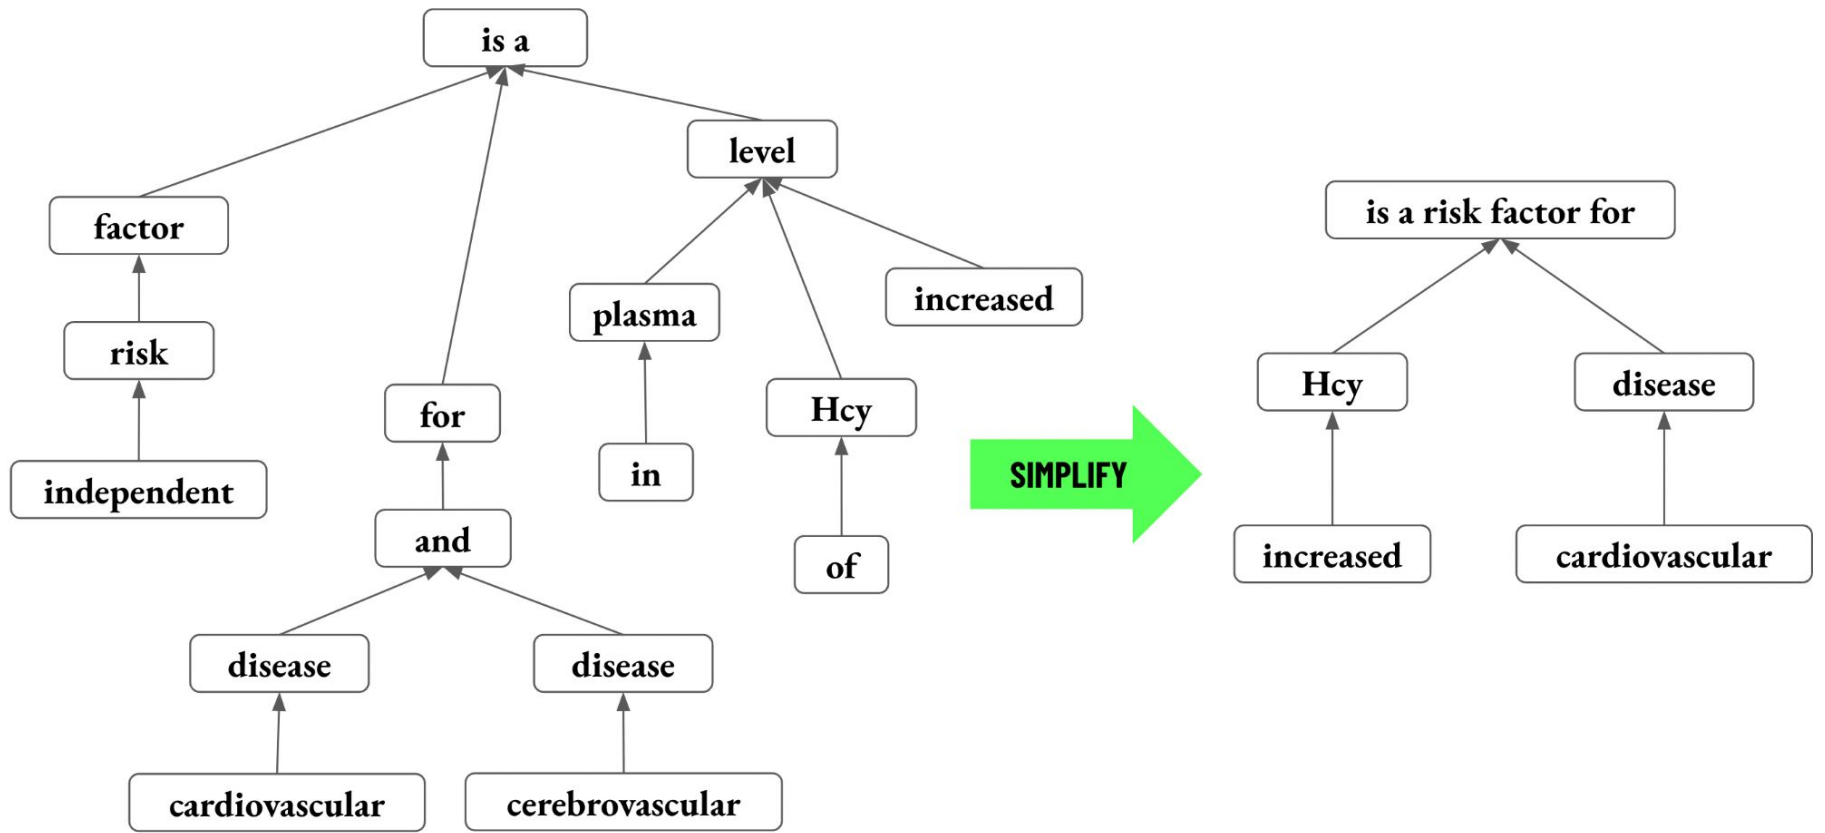 is a
level
factor
is a risk factor for
increased
plasma
risk
Hcy
disease
Hcy
for
in
SIMPLIFY
independent
and
increased
cardiovascular
of
disease
disease
cardiovascular
cerebrovascular